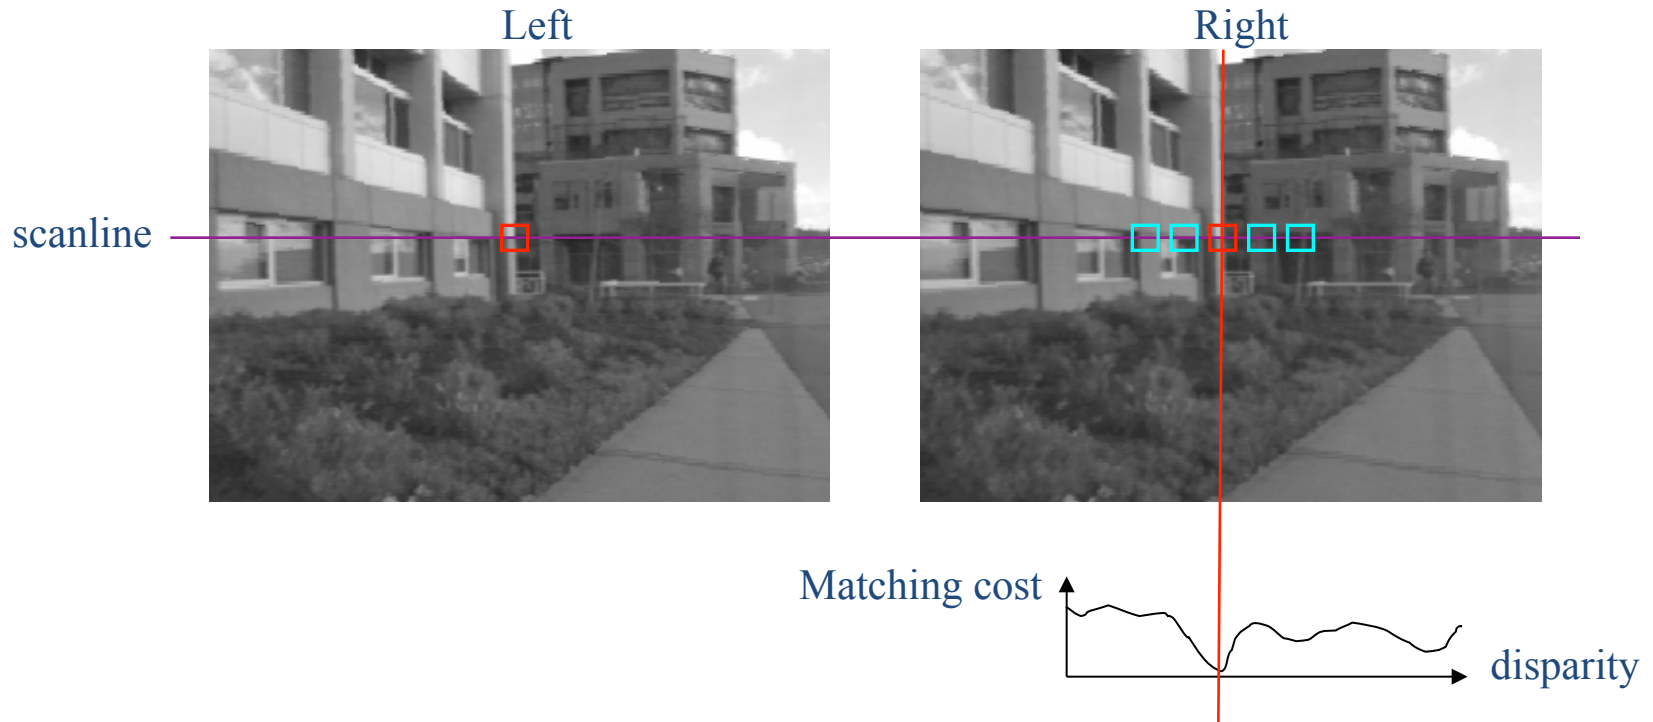 Left
Right
scanline
Matching cost
disparity